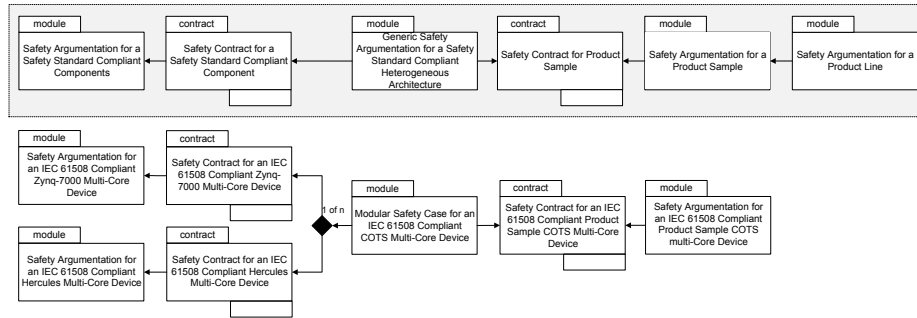 module
Safety Argumentation for a
Safety Standard Compliant
Components
contract
Safety Contract for a
Safety Standard Compliant
Component
module
Generic Safety
Argumentation for a Safety
Standard Compliant
Heterogeneous
Architecture
contract
Safety Contract for Product
Sample
module
Safety Argumentation for a
Product Sample
module
Safety Argumentation for a
Product Line
module
Safety Argumentation for
an IEC 61508 Compliant
Zynq-7000 Multi-Core
Device
contract
Safety Contract for an IEC
61508 Compliant Zynq-
7000 Multi-Core Device
1 of n
module
Modular Safety Case for an
IEC 61508 Compliant
COTS Multi-Core Device
contract
Safety Contract for an IEC
61508 Compliant Product
Sample COTS Multi-Core
Device
module
Safety Argumentation for
an IEC 61508 Compliant
Product Sample COTS
multi-Core Device
module
Safety Argumentation for
an IEC 61508 Compliant
Hercules Multi-Core Device
contract
Safety Contract for an IEC
61508 Compliant Hercules
Multi-Core Device